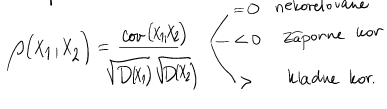 = 0 nekorelované
ρ(X₁, X₂) = cov(X₁, X₂) / √D(X₁) √D(X₂) < 0 záporne kor
> kladne kor.